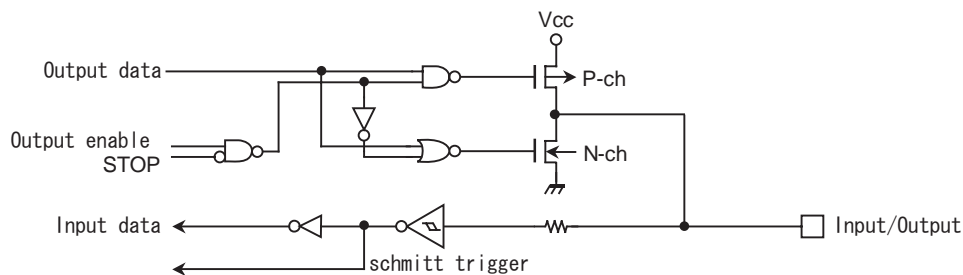 Vcc
Output data
P-ch
Output enable
STOP
N-ch
Input data
Input/Output
schmitt trigger